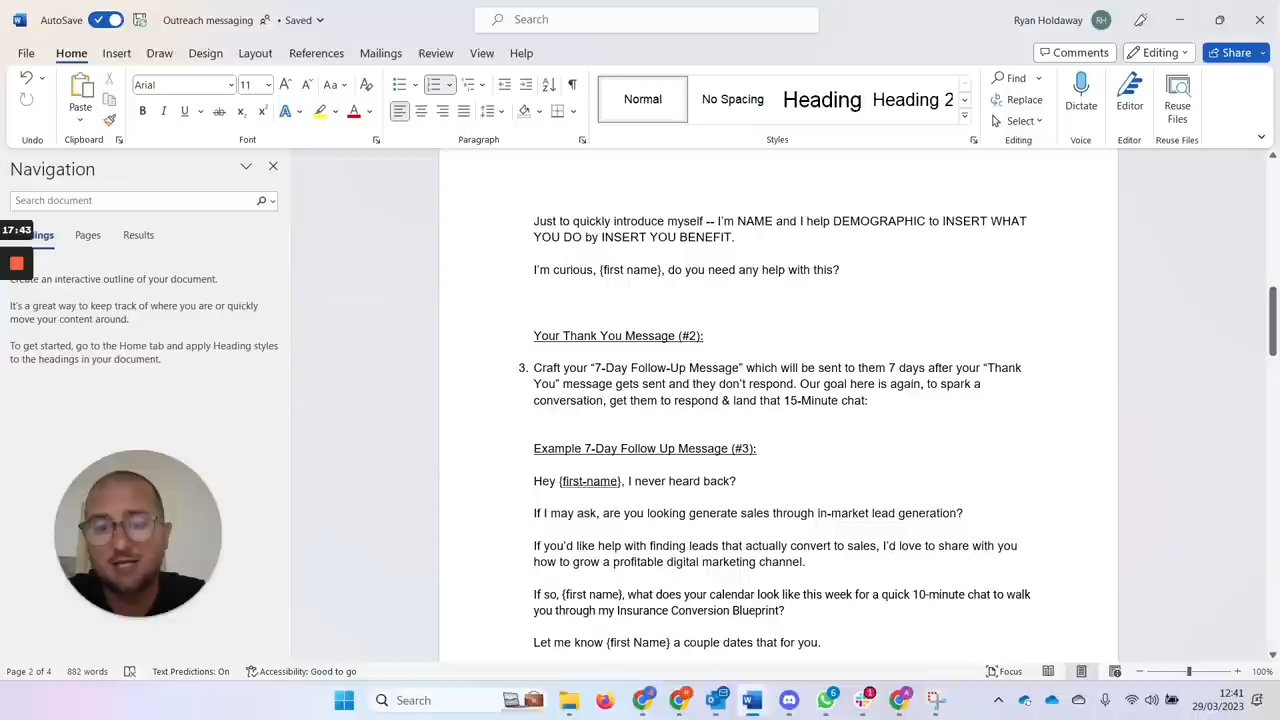 AutoSave
Outreach messaging
Saved
Search
Ryan Holdaway
RH
File
Home
Insert
Draw
Design
Layout
References
Mailings
Review
View
Help
Comments
Editing
Share
Paste
Arial
11
Normal
No Spacing
Heading
Heading 2
Find
Replace
Select
Dictate
Editor
Reuse
Files
Undo
Clipboard
Font
Paragraph
Styles
Editing
Voice
Editor
Reuse Files
Navigation
Search document
17:43
Pages
Results
an interactive outline of your document.
It's a great way to keep track of where you are or quickly
move your content around.
To get started, go to the Home tab and apply Heading styles
to the headings in your document.
Just to quickly introduce myself -- I'm NAME and I help DEMOGRAPHIC to INSERT WHAT
YOU DO by INSERT YOU BENEFIT.
I'm curious, {first name}, do you need any help with this?
Your Thank You Message (#2):
3. Craft your “7-Day Follow-Up Message” which will be sent to them 7 days after your “Thank
You” message gets sent and they don't respond. Our goal here is again, to spark a
conversation, get them to respond & land that 15-Minute chat:
Example 7-Day Follow Up Message (#3):
Hey {first-name}, I never heard back?
If I may ask, are you looking generate sales through in-market lead generation?
If you'd like help with finding leads that actually convert to sales, I'd love to share with you
how to grow a profitable digital marketing channel.
If so, {first name}, what does your calendar look like this week for a quick 10-minute chat to walk
you through my Insurance Conversion Blueprint?
Let me know {first Name} a couple dates that for you.
Page 2 of 4
882 words
Text Predictions: On
Accessibility: Good to go
Focus
100%
Search
6
1
12:41
29/03/2023